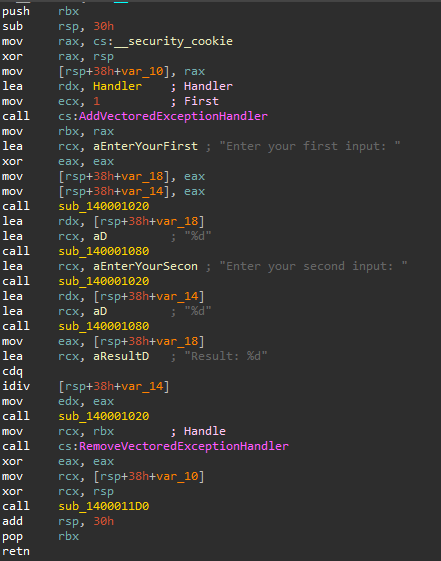 push rbx
sub rsp, 30h
mov rax, cs:__security_cookie
xor rax, rsp
mov [rsp+38h+var_10], rax
lea rdx, Handler ; Handler
mov ecx, 1 ; First
call cs:AddVectoredExceptionHandler
mov rbx, rax
lea rcx, aEnterYourFirst ; "Enter your first input: "
xor eax, eax
mov [rsp+38h+var_18], eax
mov [rsp+38h+var_14], eax
call sub_140001020
lea rdx, [rsp+38h+var_18]
lea rcx, aD ; "%d"
call sub_140001080
lea rcx, aEnterYourSecon ; "Enter your second input: "
call sub_140001020
lea rdx, [rsp+38h+var_14]
lea rcx, aD ; "%d"
call sub_140001080
mov eax, [rsp+38h+var_18]
lea rcx, aResultD ; "Result: %d"
cdq
idiv [rsp+38h+var_14]
mov edx, eax
call sub_140001020
mov rcx, rbx ; Handle
call cs:RemoveVectoredExceptionHandler
xor eax, eax
mov rcx, [rsp+38h+var_10]
xor rcx, rsp
call sub_1400011D0
add rsp, 30h
pop rbx
retn